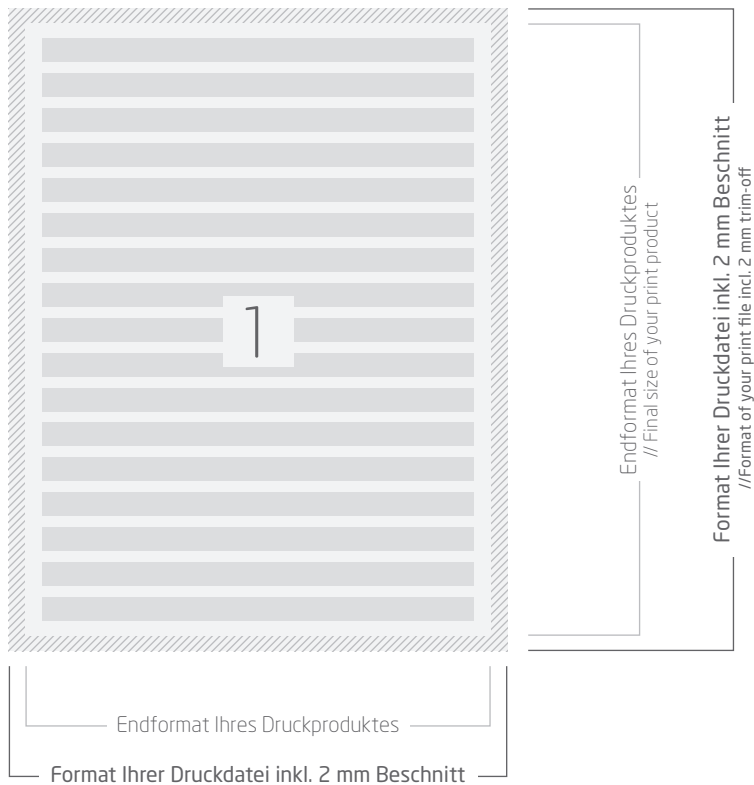 1
Endformat Ihres Druckproduktes
// Final size of your print product
Format Ihrer Druckdatei inkl. 2 mm Beschnitt
//Format of your print file incl. 2 mm trim-off
Endformat Ihres Druckproduktes
Format Ihrer Druckdatei inkl. 2 mm Beschnitt